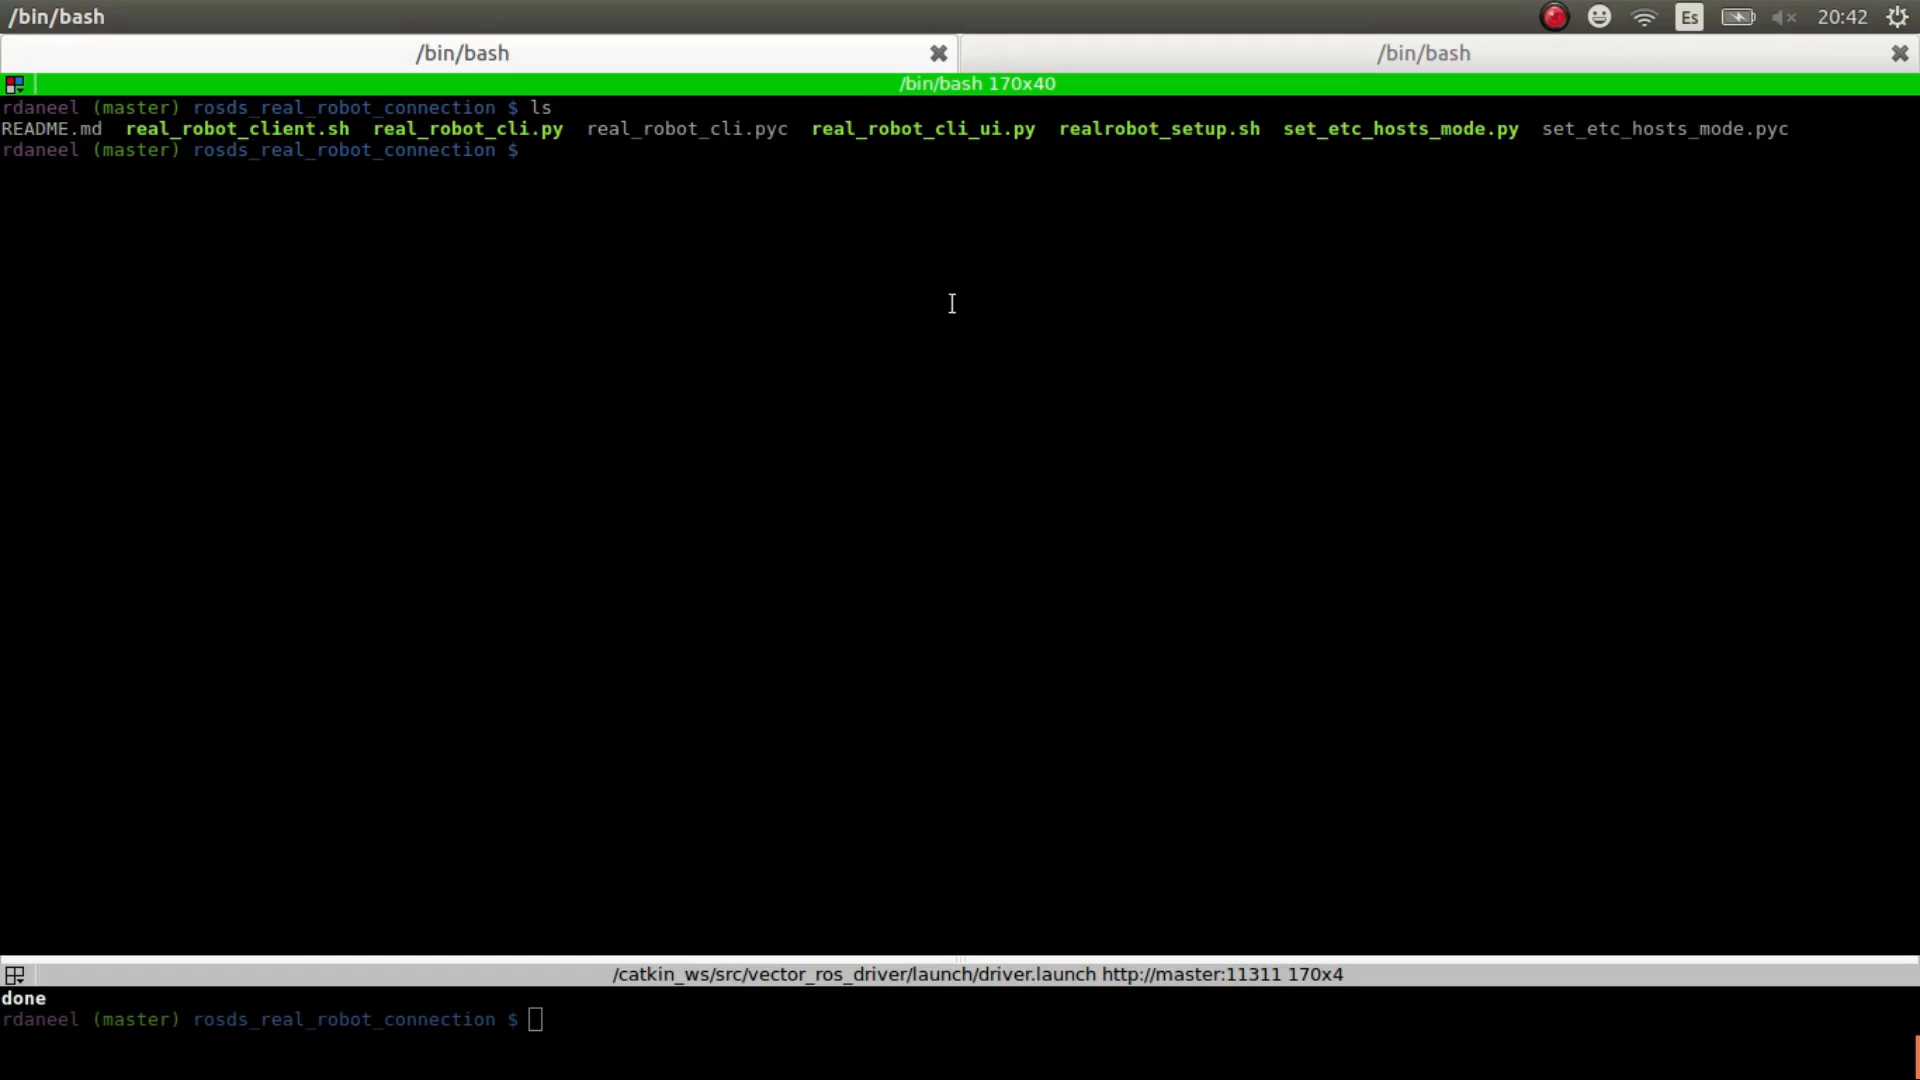 /bin/bash
Es
20:42
/bin/bash
/bin/bash
/bin/bash 170x40
rdaneel (master) rosds_real_robot_connection $ ls
README.md real_robot_client.sh real_robot_cli.py real_robot_cli.pyc real_robot_cli_ui.py realrobot_setup.sh set_etc_hosts_mode.py set_etc_hosts_mode.pyc
rdaneel (master) rosds_real_robot_connection $
/catkin_ws/src/vector_ros_driver/launch/driver.launch http://master:11311 170x4
done
rdaneel (master) rosds_real_robot_connection $